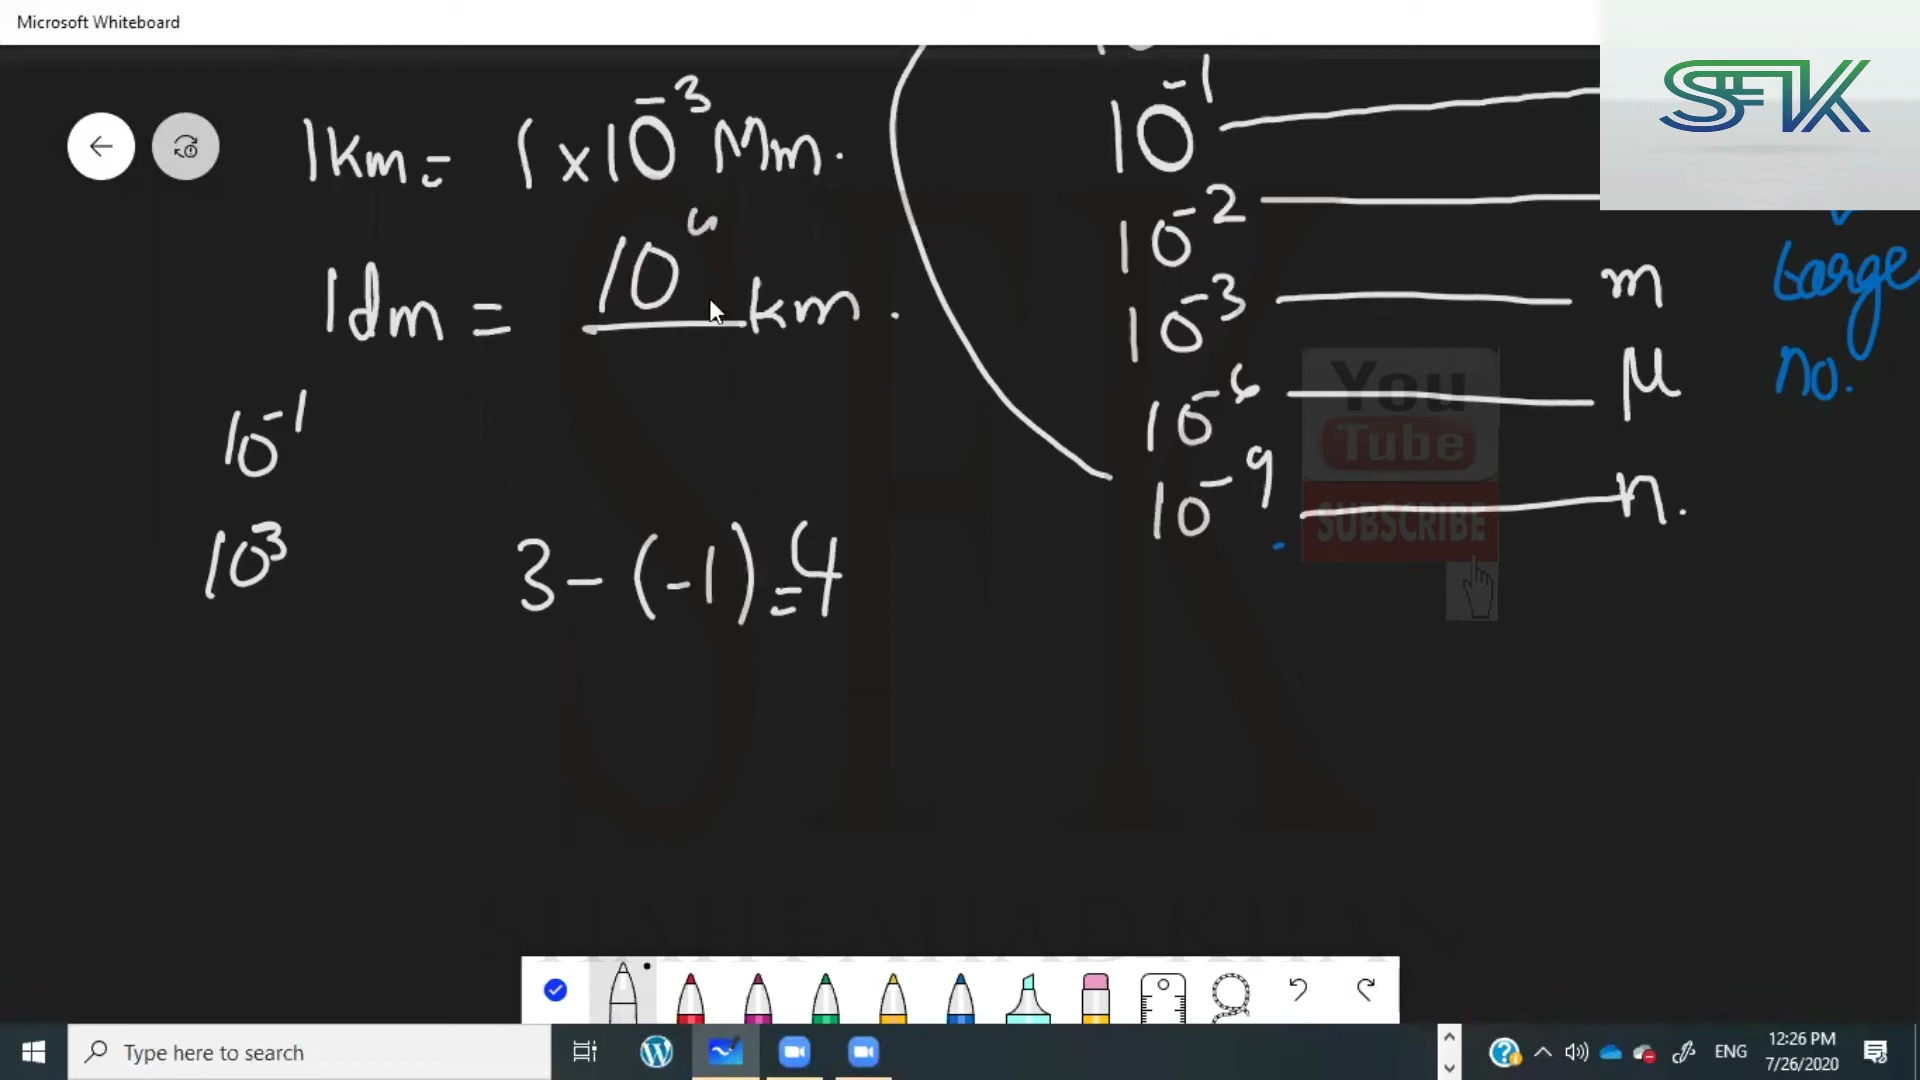 Microsoft Whiteboard
SFK
1km = 1 x 10⁻³ Mm.
1dm = 10⁴ km.
10⁻¹
10³
3 - (-1) = 4
10⁻¹
10⁻²
10⁻³ m
10⁻⁶ μ
10⁻⁹ n.
Large
no.
You
Tube
SUBSCRIBE
Type here to search
ENG
12:26 PM
7/26/2020